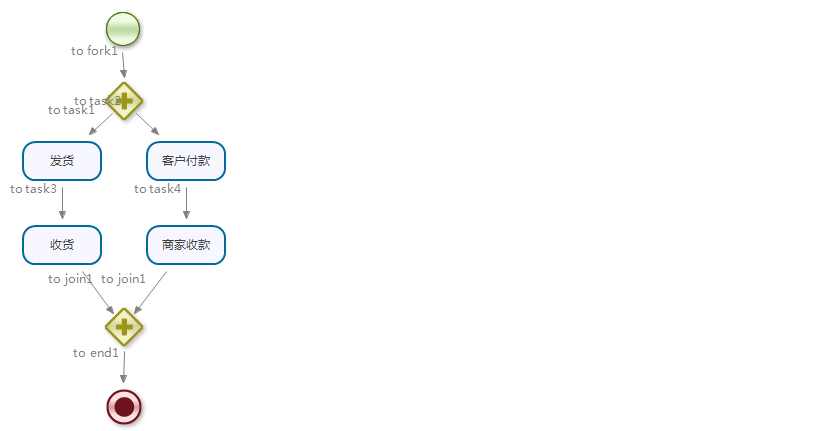 to fork1
to task2
to task1
发货
客户付款
to task3
to task4
收货
商家收款
to join1
to join1
to end1